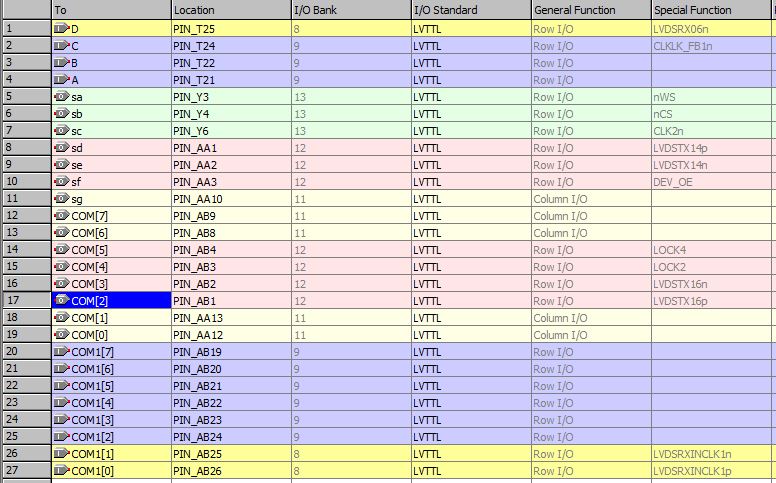 To Location I/O Bank I/O Standard General Function Special Function
1 D PIN_T25 8 LVTTL Row I/O LVDSRX06n
2 C PIN_T24 9 LVTTL Row I/O CLKLK_FB1n
3 B PIN_T22 9 LVTTL Row I/O
4 A PIN_T21 9 LVTTL Row I/O
5 sa PIN_Y3 13 LVTTL Row I/O nWS
6 sb PIN_Y4 13 LVTTL Row I/O nCS
7 sc PIN_Y6 13 LVTTL Row I/O CLK2n
8 sd PIN_AA1 12 LVTTL Row I/O LVDSTX14p
9 se PIN_AA2 12 LVTTL Row I/O LVDSTX14n
10 sf PIN_AA3 12 LVTTL Row I/O DEV_OE
11 sg PIN_AA10 11 LVTTL Column I/O
12 COM[7] PIN_AB9 11 LVTTL Column I/O
13 COM[6] PIN_AB8 11 LVTTL Column I/O
14 COM[5] PIN_AB4 12 LVTTL Row I/O LOCK4
15 COM[4] PIN_AB3 12 LVTTL Row I/O LOCK2
16 COM[3] PIN_AB2 12 LVTTL Row I/O LVDSTX16n
17 COM[2] PIN_AB1 12 LVTTL Row I/O LVDSTX16p
18 COM[1] PIN_AA13 11 LVTTL Column I/O
19 COM[0] PIN_AA12 11 LVTTL Column I/O
20 COM1[7] PIN_AB19 9 LVTTL Row I/O
21 COM1[6] PIN_AB20 9 LVTTL Row I/O
22 COM1[5] PIN_AB21 9 LVTTL Row I/O
23 COM1[4] PIN_AB22 9 LVTTL Row I/O
24 COM1[3] PIN_AB23 9 LVTTL Row I/O
25 COM1[2] PIN_AB24 9 LVTTL Row I/O
26 COM1[1] PIN_AB25 8 LVTTL Row I/O LVDSRXINCLK1n
27 COM1[0] PIN_AB26 8 LVTTL Row I/O LVDSRXINCLK1p